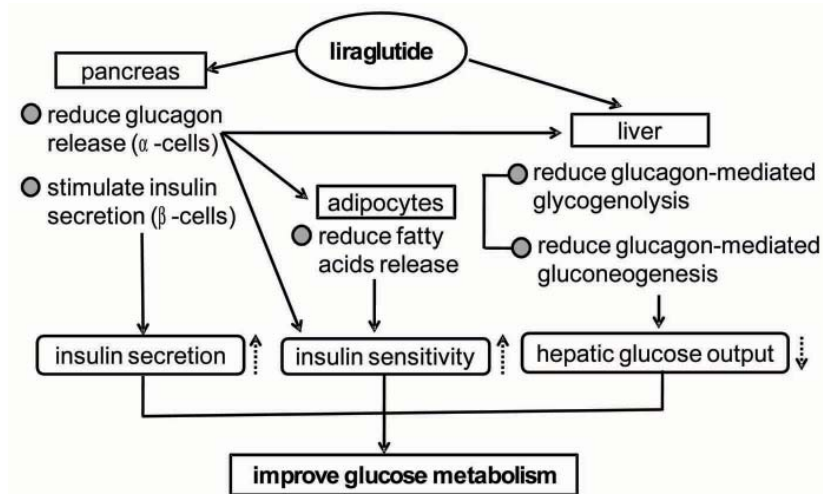 liraglutide
pancreas
reduce glucagon
release (α -cells)
stimulate insulin
secretion (β -cells)
adipocytes
reduce fatty
acids release
liver
reduce glucagon-mediated
glycogenolysis
reduce glucagon-mediated
gluconeogenesis
insulin secretion
insulin sensitivity
hepatic glucose output
improve glucose metabolism